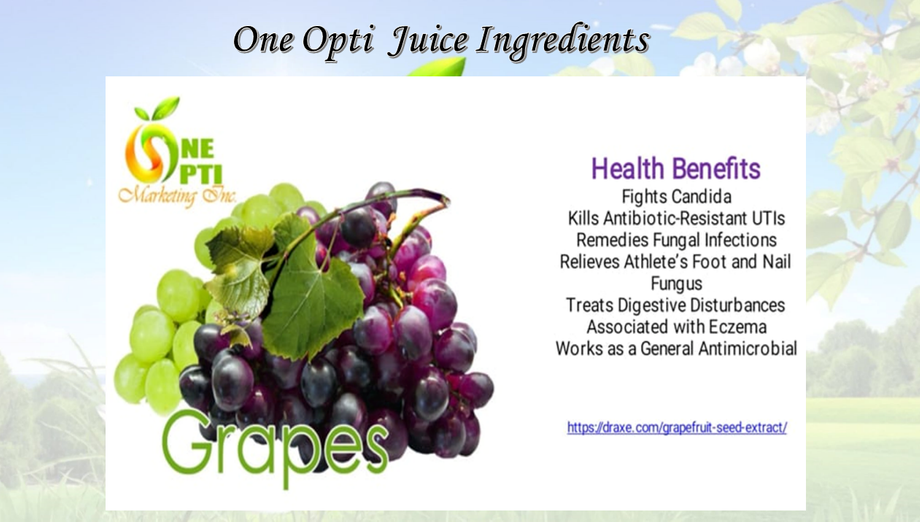 One Opti Juice Ingredients
NE
PTI
Marketing Inc.
Health Benefits
Fights Candida
Kills Antibiotic-Resistant UTIs
Remedies Fungal Infections
Relieves Athlete's Foot and Nail
Fungus
Treats Digestive Disturbances
Associated with Eczema
Works as a General Antimicrobial
https://draxe.com/grapefruit-seed-extract/
Grapes